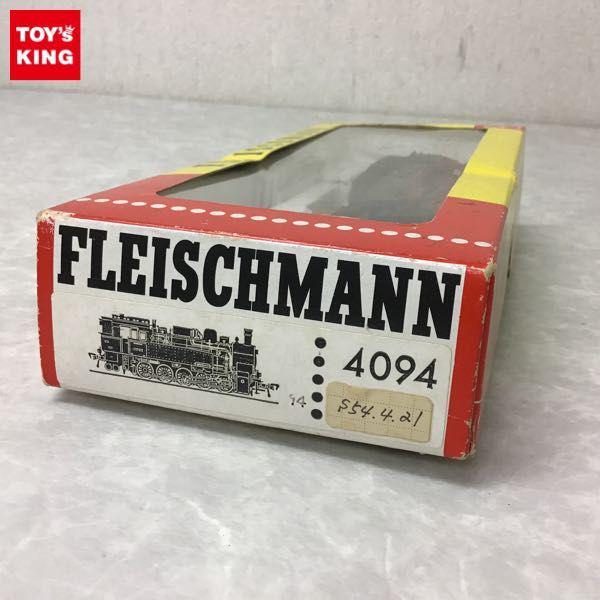 TOY's
KING
FLEISCHMANN
4094
94
S54.4.21